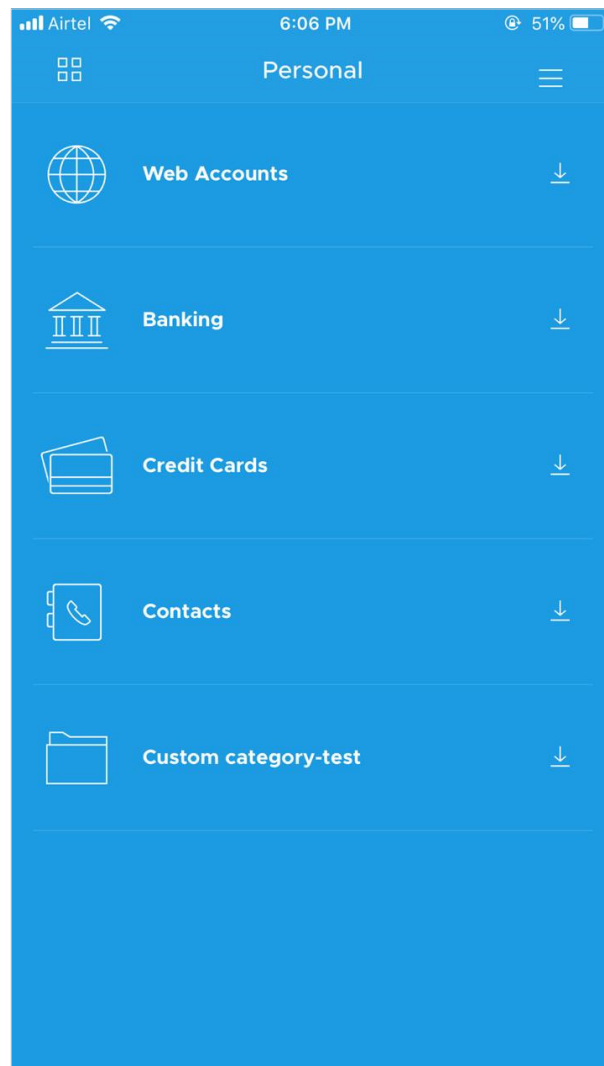 Airtel 6:06 PM 51%
Personal
Web Accounts
Banking
Credit Cards
Contacts
Custom category-test